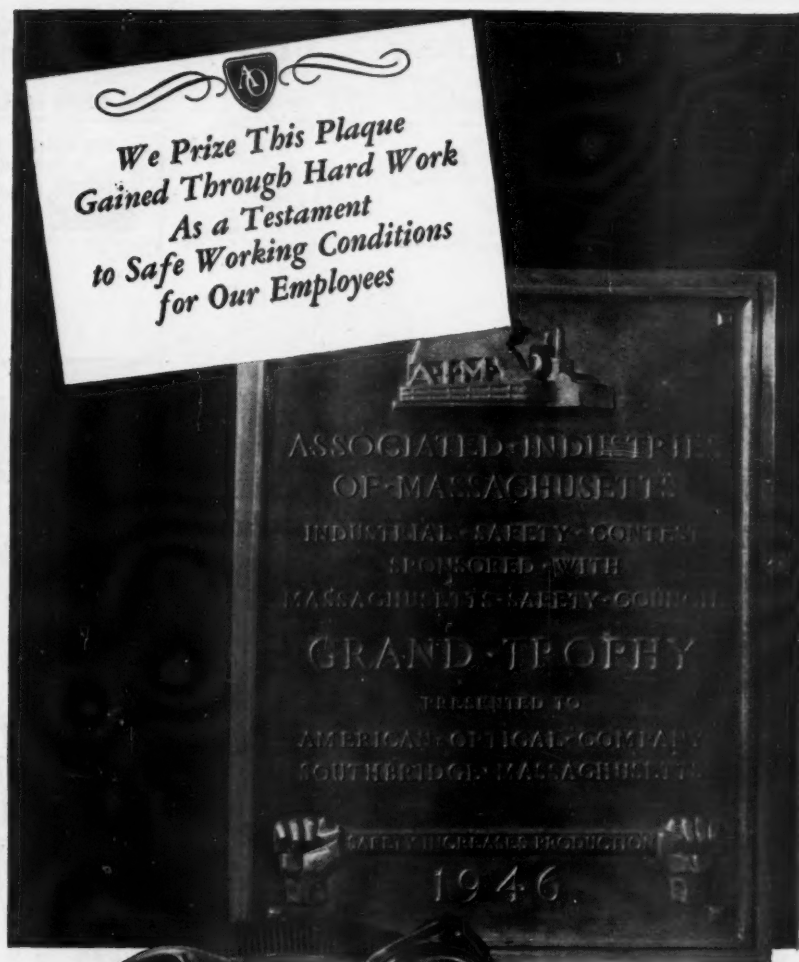 AO
We Prize This Plaque
Gained Through Hard Work
As a Testament
to Safe Working Conditions
for Our Employees
A·I·M
ASSOCIATED·INDUSTRIES
OF·MASSACHUSETTS
INDUSTRIAL·SAFETY·CONTEST
SPONSORED·WITH
MASSACHUSETTS·SAFETY·COUNCIL
GRAND·TROPHY
PRESENTED TO
AMERICAN·OPTICAL·COMPANY
SOUTHBRIDGE·MASSACHUSETTS
SAFETY INCREASES PRODUCTION
1946